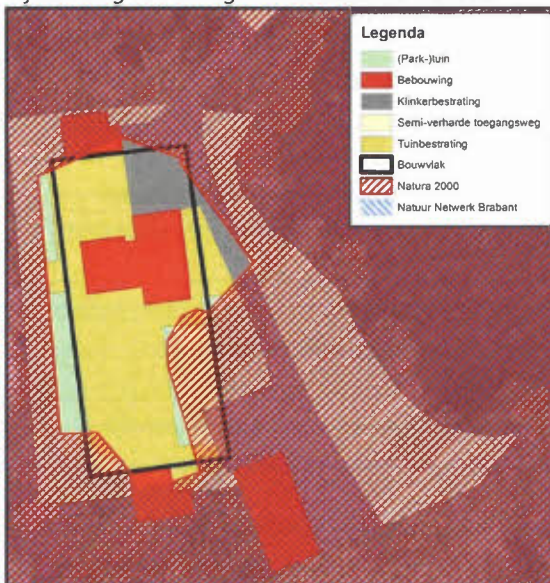 Legenda
(Park-)tuin
Bebouwing
Klinkerbestrating
Semi-verharde toegangsweg
Tuinbestrating
Bouwvlak
Natura 2000
Natuur Netwerk Brabant